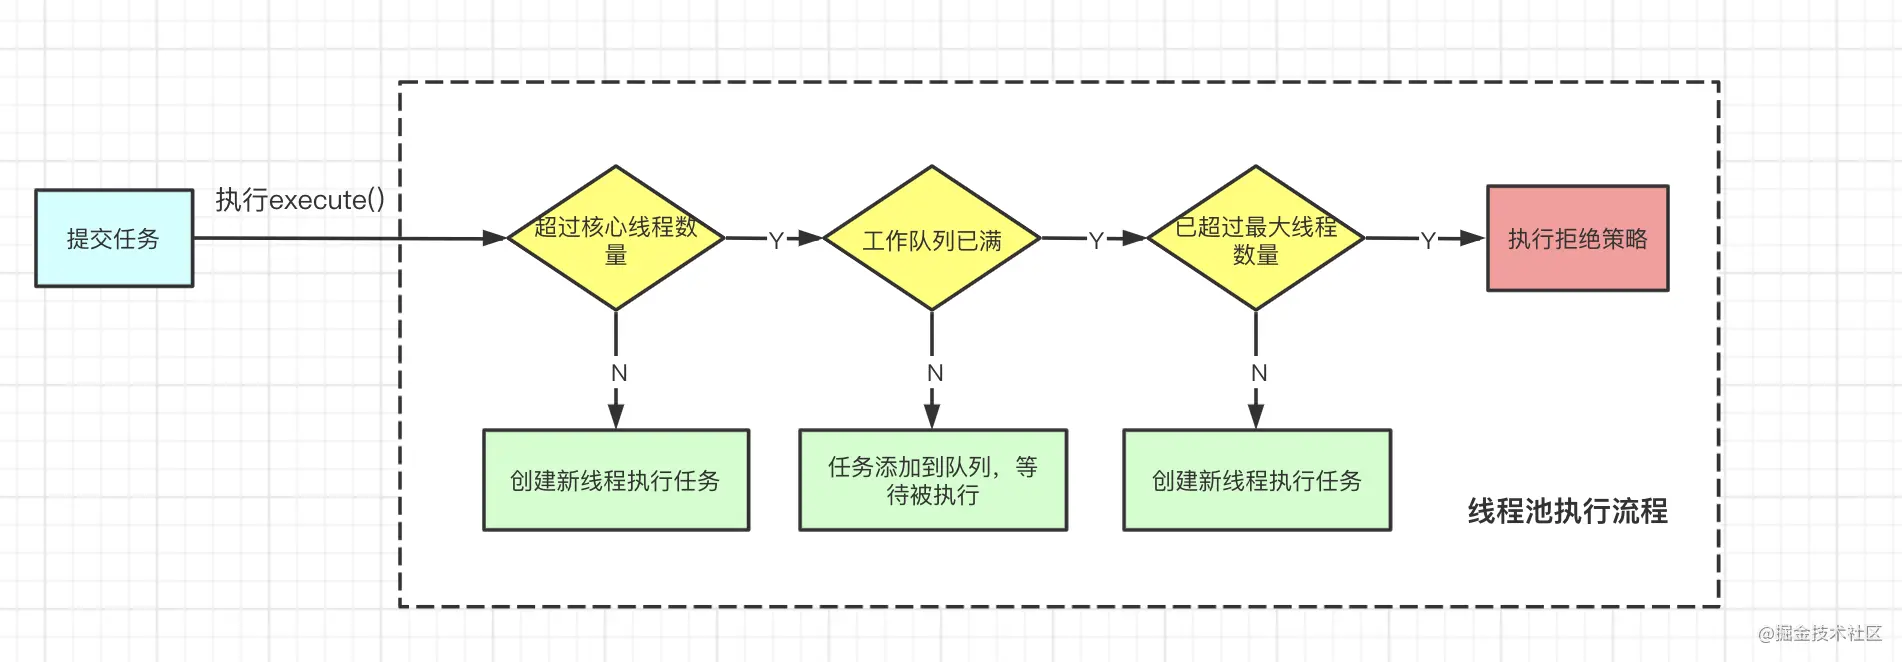 提交任务
执行execute()
超过核心线程数
量
Y
工作队列已满
Y
已超过最大线程
数量
Y
执行拒绝策略
N
N
N
创建新线程执行任务
任务添加到队列，等
待被执行
创建新线程执行任务
线程池执行流程
@掘金技术社区